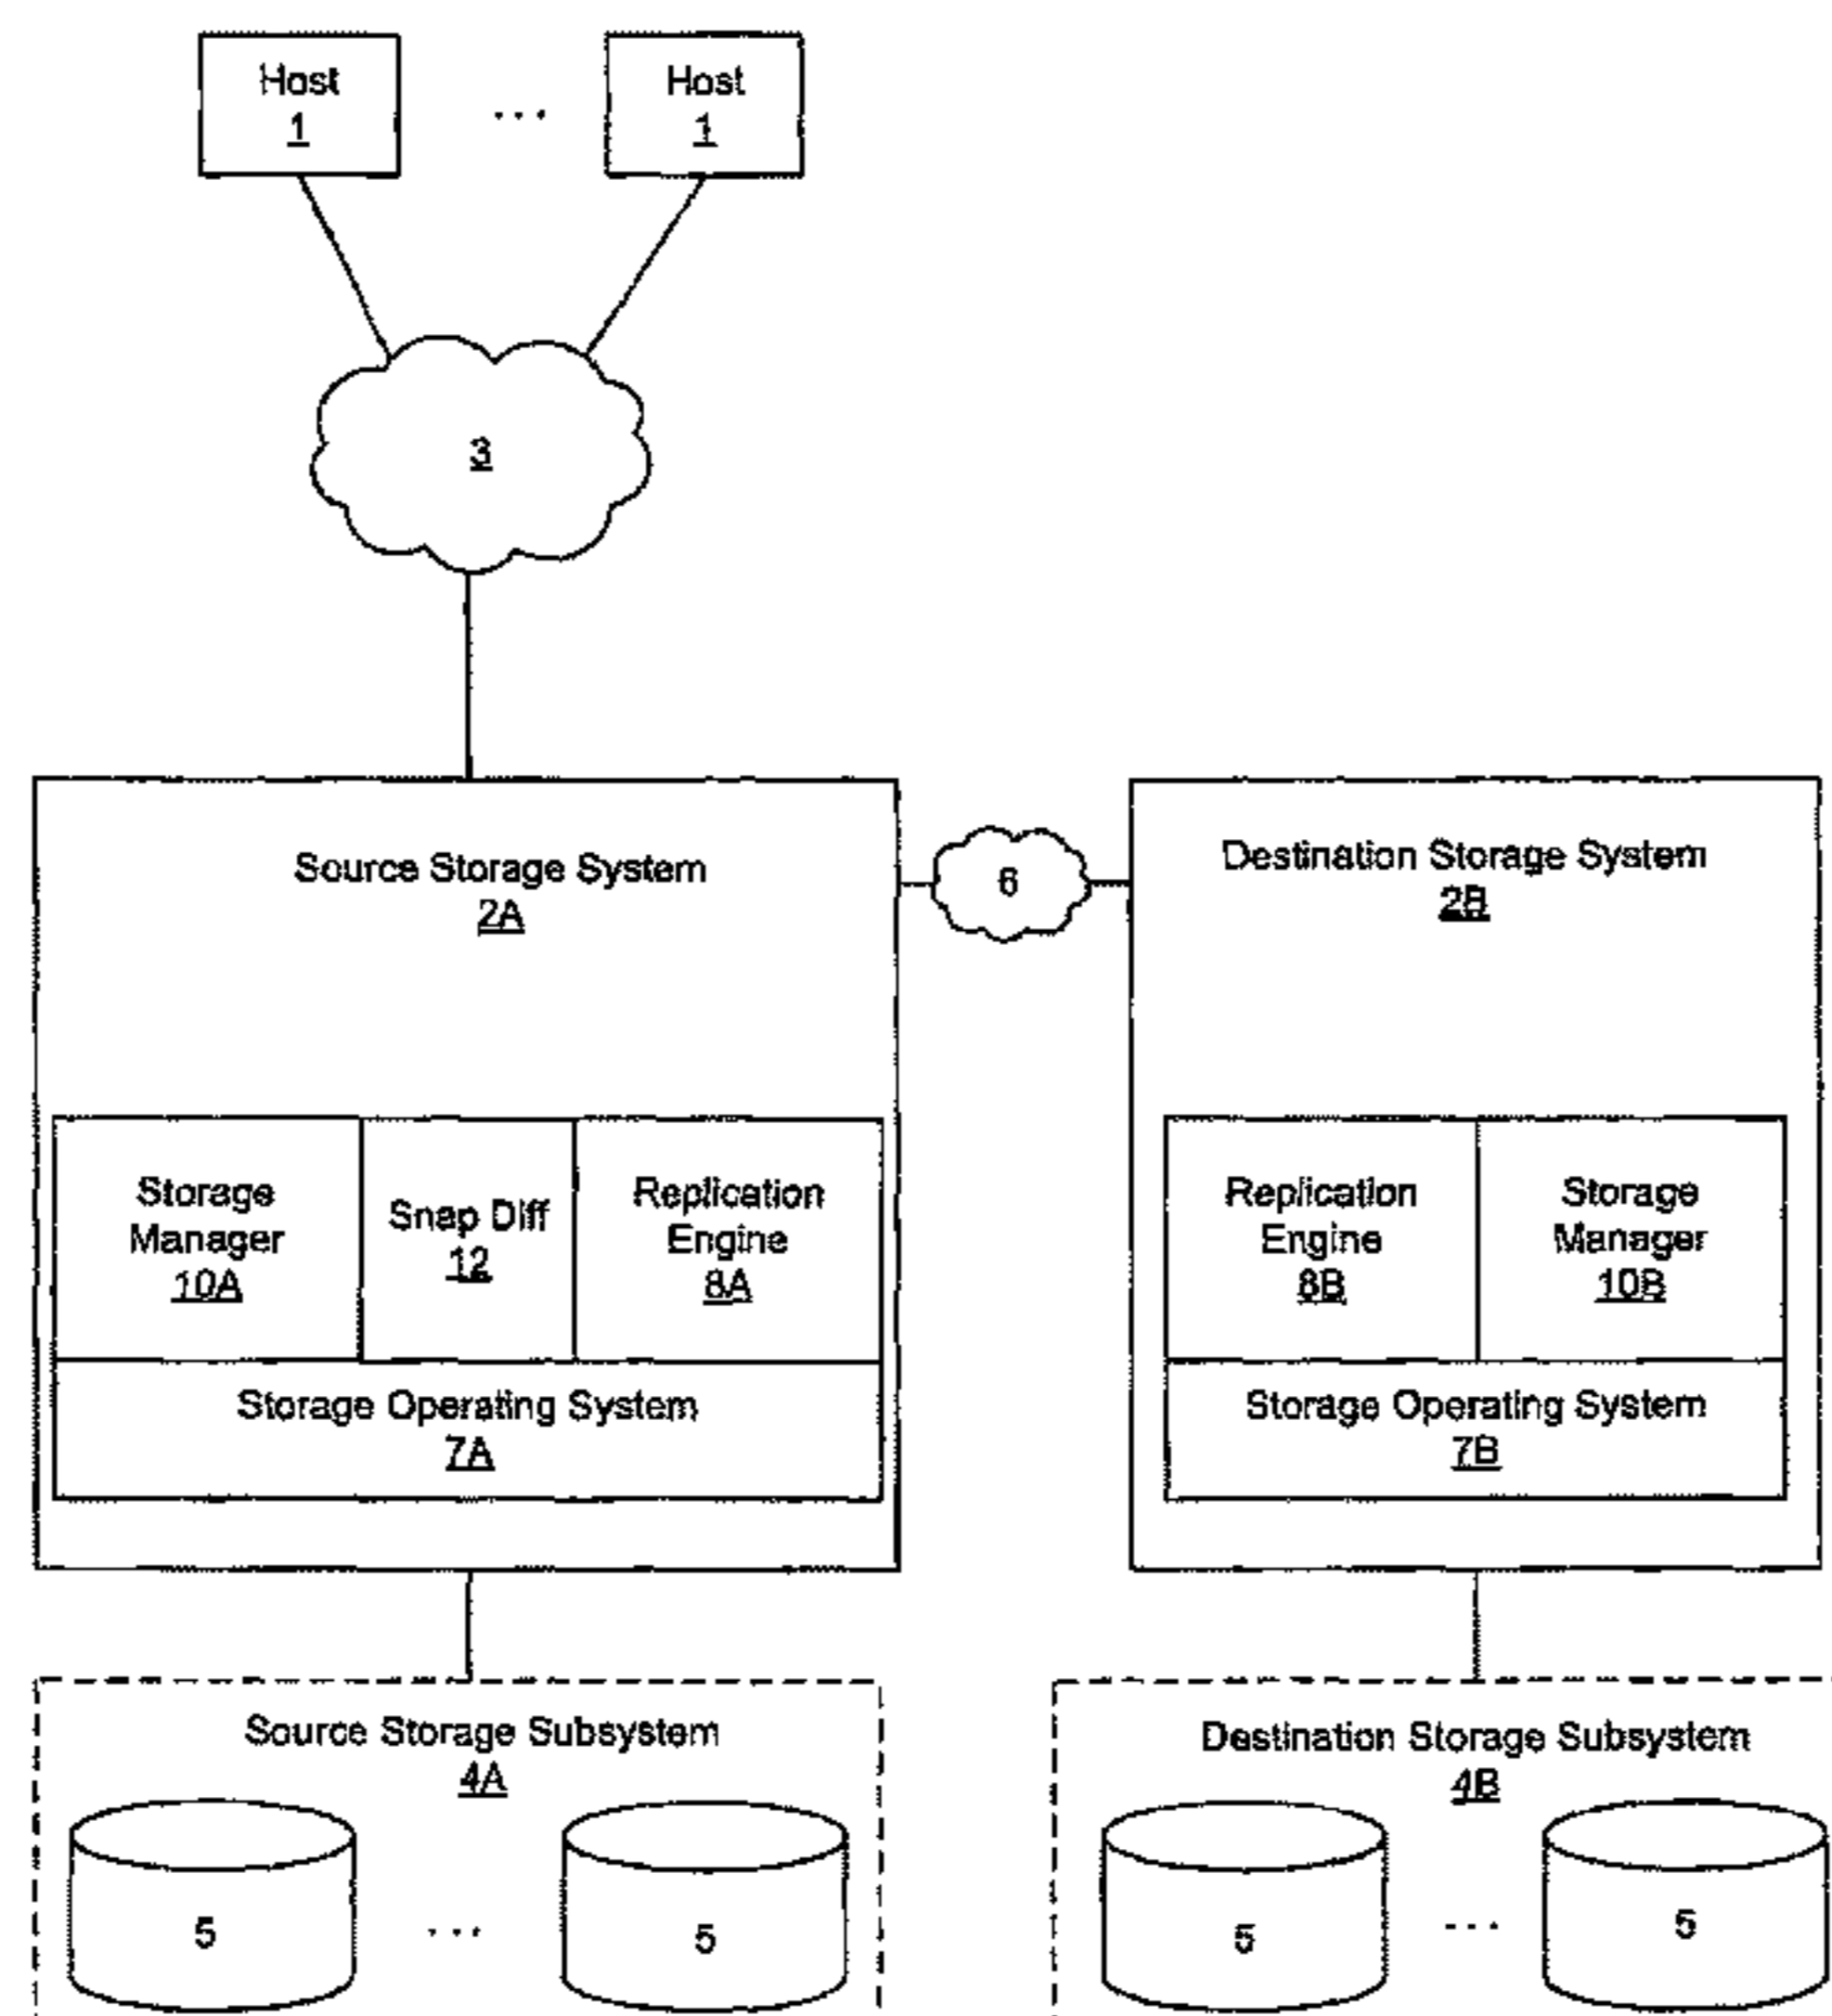 Host
1
...
Host
1
3
Source Storage System
2A
6
Destination Storage System
2B
Storage
Manager
10A
Snap Diff
12
Replication
Engine
8A
Storage Operating System
7A
Replication
Engine
8B
Storage
Manager
10B
Storage Operating System
7B
Source Storage Subsystem
4A
5
...
5
Destination Storage Subsystem
4B
5
...
5